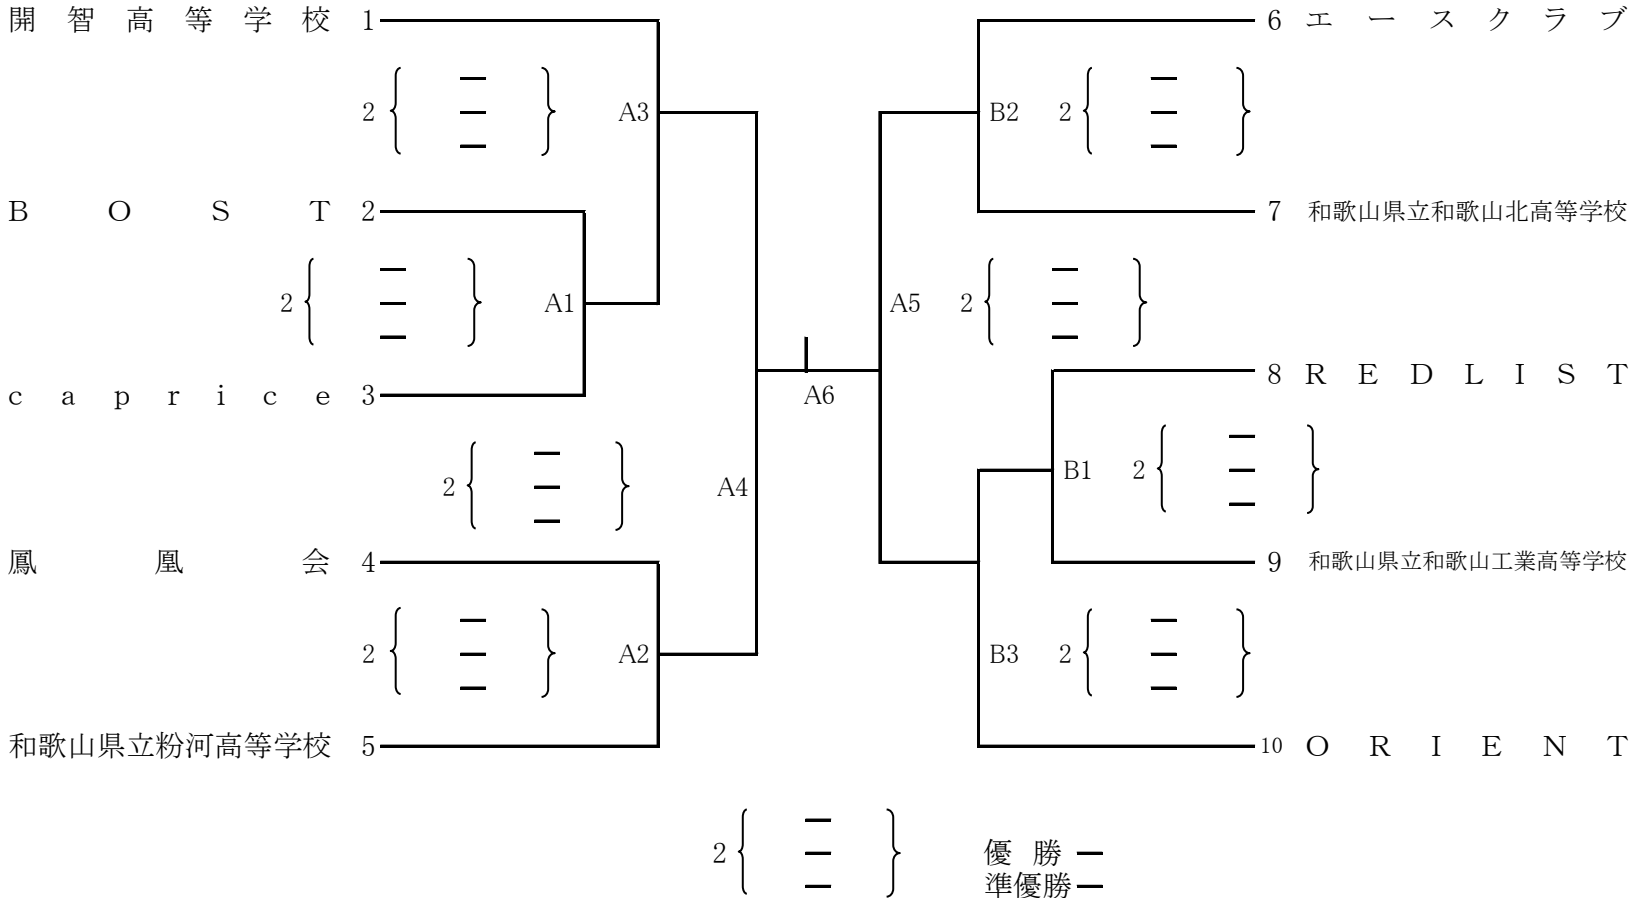 開智高等学校 1
6 エースクラブ
2 { － － － } A3
B2 2 { － － － }
BOST 2
7 和歌山県立和歌山北高等学校
2 { － － － } A1
A5 2 { － － － }
caprice 3
A6
8 REDLIST
2 { － － － } A4
B1 2 { － － － }
鳳凰会 4
9 和歌山県立和歌山工業高等学校
2 { － － － } A2
B3 2 { － － － }
和歌山県立粉河高等学校 5
10 ORIENT
2 { － － － }
優勝 －
準優勝 －